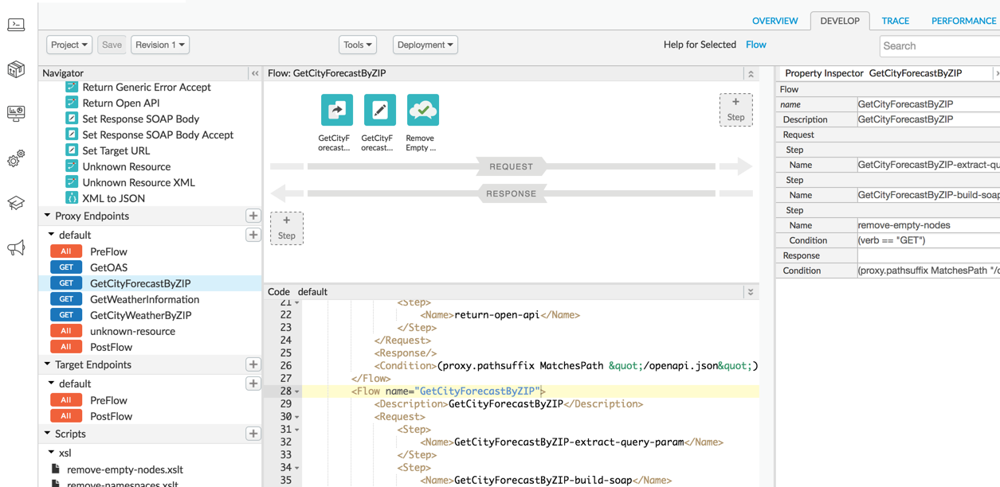 OVERVIEW DEVELOP TRACE PERFORMANCE
Project Save Revision 1 Tools Deployment Help for Selected Flow Search
Navigator
Return Generic Error Accept
Return Open API
Set Response SOAP Body
Set Response SOAP Body Accept
Set Target URL
Unknown Resource
Unknown Resource XML
XML to JSON
Proxy Endpoints
default
All PreFlow
GET GetOAS
GET GetCityForecastByZIP
GET GetWeatherInformation
GET GetCityWeatherByZIP
All unknown-resource
All PostFlow
Target Endpoints
default
All PreFlow
All PostFlow
Scripts
xsl
remove-empty-nodes.xslt
remove-namespaces.xslt
Flow: GetCityForecastByZIP
GetCityF
orecast...
GetCityF
orecast...
Remove
Empty ...
+
Step
REQUEST
RESPONSE
+
Step
Code default
21 <Step>
22 <Name>return-open-api</Name>
23 </Step>
24 </Request>
25 <Response/>
26 <Condition>(proxy.pathsuffix MatchesPath &quot;/openapi.json&quot;)
27 </Flow>
28 <Flow name="GetCityForecastByZIP">
29 <Description>GetCityForecastByZIP</Description>
30 <Request>
31 <Step>
32 <Name>GetCityForecastByZIP-extract-query-param</Name>
33 </Step>
34 <Step>
35 <Name>GetCityForecastByZIP-build-soap</Name>
Property Inspector GetCityForecastByZIP
Flow
name GetCityForecastByZIP
Description GetCityForecastByZIP
Request
Step
Name GetCityForecastByZIP-extract-qu
Step
Name GetCityForecastByZIP-build-soap
Step
Name remove-empty-nodes
Condition (verb == "GET")
Response
Condition (proxy.pathsuffix MatchesPath "/c